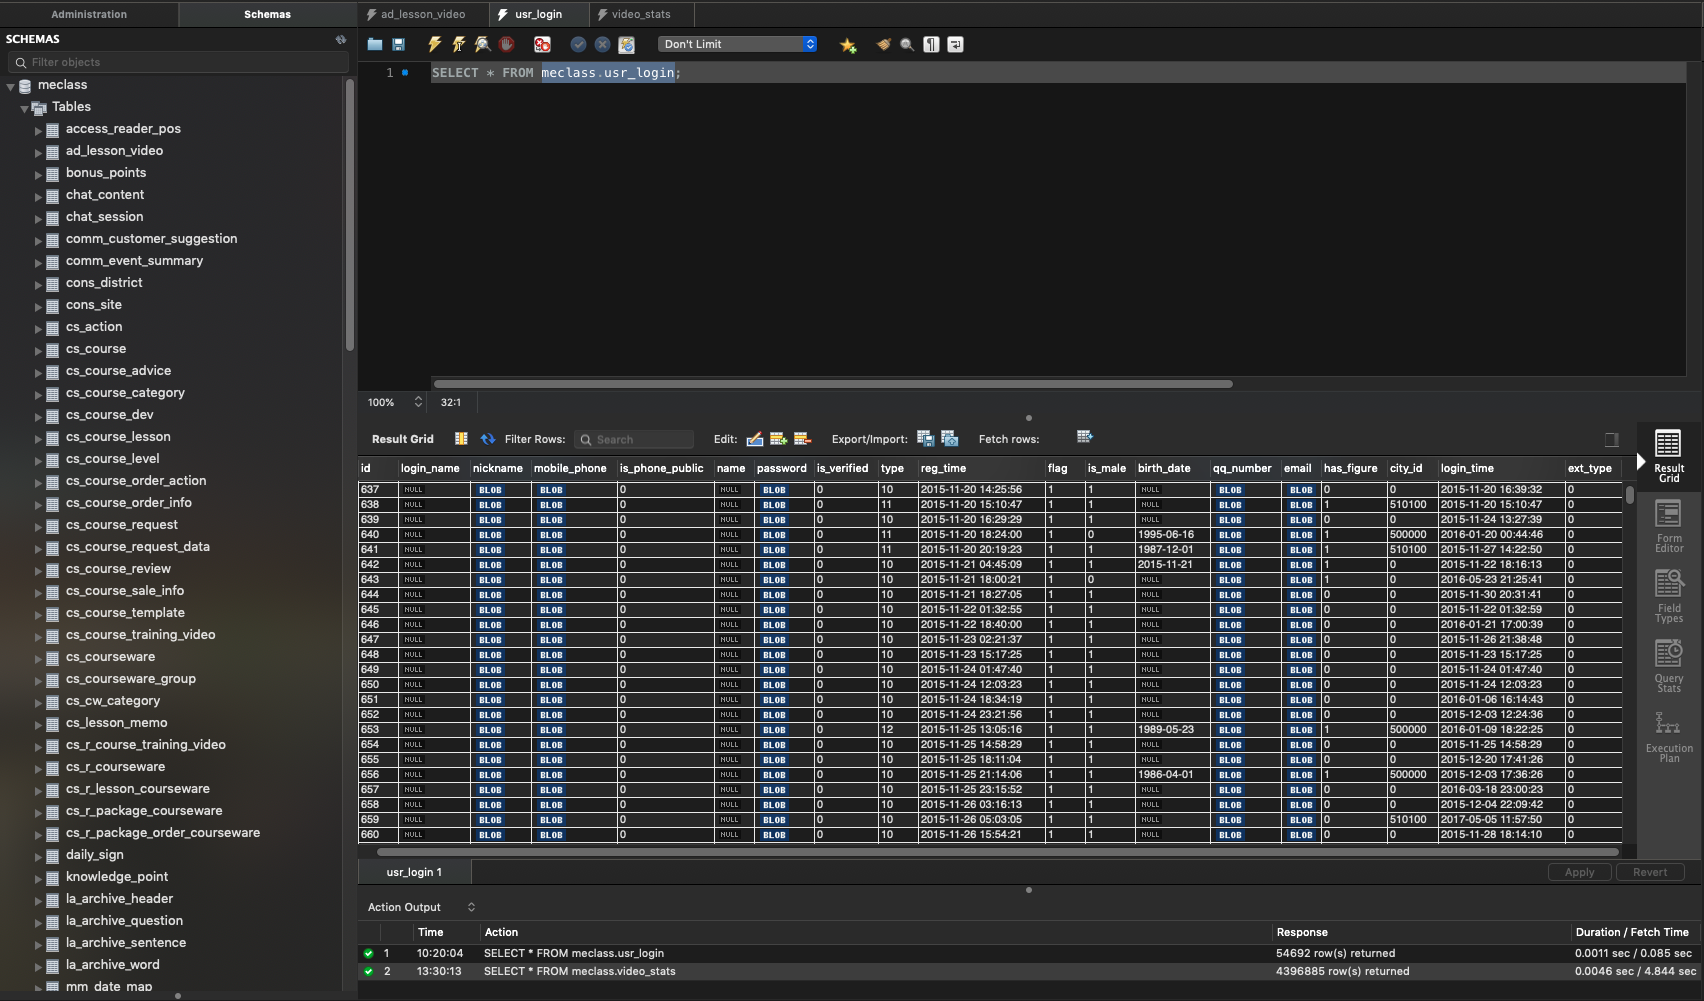 Administration Schemas ad_lesson_video usr_login video_stats
SCHEMAS
Filter objects
Don't Limit
1 SELECT * FROM meclass.usr_login;
meclass
Tables
access_reader_pos
ad_lesson_video
bonus_points
chat_content
chat_session
comm_customer_suggestion
comm_event_summary
cons_district
cons_site
cs_action
cs_course
cs_course_advice
cs_course_category
cs_course_dev
cs_course_lesson
cs_course_level
cs_course_order_action
cs_course_order_info
cs_course_request
cs_course_request_data
cs_course_review
cs_course_sale_info
cs_course_template
cs_course_training_video
cs_courseware
cs_courseware_group
cs_cw_category
cs_lesson_memo
cs_r_course_training_video
cs_r_courseware
cs_r_lesson_courseware
cs_r_package_courseware
cs_r_package_order_courseware
daily_sign
knowledge_point
la_archive_header
la_archive_question
la_archive_sentence
la_archive_word
mm_date_map
100% 32:1
Result Grid Filter Rows: Search Edit: Export/Import: Fetch rows:
id login_name nickname mobile_phone is_phone_public name password is_verified type reg_time flag is_male birth_date qq_number email has_figure city_id login_time ext_type
637 NULL BLOB BLOB 0 NULL BLOB 0 10 2015-11-20 14:25:56 1 1 NULL BLOB BLOB 0 0 2015-11-20 16:39:32 0
638 NULL BLOB BLOB 0 NULL BLOB 0 11 2015-11-20 15:10:47 1 1 NULL BLOB BLOB 1 510100 2015-11-20 15:10:47 0
639 NULL BLOB BLOB 0 NULL BLOB 0 10 2015-11-20 16:29:29 1 1 NULL BLOB BLOB 0 0 2015-11-24 13:27:39 0
640 NULL BLOB BLOB 0 NULL BLOB 0 11 2015-11-20 18:24:00 1 0 1995-06-16 BLOB BLOB 1 500000 2016-01-20 00:44:46 0
641 NULL BLOB BLOB 0 NULL BLOB 0 11 2015-11-20 20:19:23 1 1 1987-12-01 BLOB BLOB 1 510100 2015-11-27 14:22:50 0
642 NULL BLOB BLOB 0 NULL BLOB 0 10 2015-11-21 04:45:09 1 1 2015-11-21 BLOB BLOB 1 0 2015-11-22 18:16:13 0
643 NULL BLOB BLOB 0 NULL BLOB 0 10 2015-11-21 18:00:21 1 0 NULL BLOB BLOB 1 0 2016-05-23 21:25:41 0
644 NULL BLOB BLOB 0 NULL BLOB 0 10 2015-11-21 18:27:05 1 1 NULL BLOB BLOB 0 0 2015-11-30 20:31:41 0
645 NULL BLOB BLOB 0 NULL BLOB 0 10 2015-11-22 01:32:55 1 1 NULL BLOB BLOB 0 0 2015-11-22 01:32:59 0
646 NULL BLOB BLOB 0 NULL BLOB 0 10 2015-11-22 18:40:00 1 1 NULL BLOB BLOB 0 0 2016-01-21 17:00:39 0
647 NULL BLOB BLOB 0 NULL BLOB 0 10 2015-11-23 02:21:37 1 1 NULL BLOB BLOB 0 0 2015-11-26 21:38:48 0
648 NULL BLOB BLOB 0 NULL BLOB 0 10 2015-11-23 15:17:25 1 1 NULL BLOB BLOB 0 0 2015-11-23 15:17:25 0
649 NULL BLOB BLOB 0 NULL BLOB 0 10 2015-11-24 01:47:40 1 1 NULL BLOB BLOB 0 0 2015-11-24 01:47:40 0
650 NULL BLOB BLOB 0 NULL BLOB 0 10 2015-11-24 12:03:23 1 1 NULL BLOB BLOB 0 0 2015-11-24 12:03:23 0
651 NULL BLOB BLOB 0 NULL BLOB 0 10 2015-11-24 18:34:19 1 1 NULL BLOB BLOB 0 0 2016-01-06 16:14:43 0
652 NULL BLOB BLOB 0 NULL BLOB 0 10 2015-11-24 23:21:56 1 1 NULL BLOB BLOB 0 0 2015-12-03 12:24:36 0
653 NULL BLOB BLOB 0 NULL BLOB 0 12 2015-11-25 13:05:16 1 1 1989-05-23 BLOB BLOB 1 500000 2016-01-09 18:22:25 0
654 NULL BLOB BLOB 0 NULL BLOB 0 10 2015-11-25 14:58:29 1 1 NULL BLOB BLOB 0 0 2015-11-25 14:58:29 0
655 NULL BLOB BLOB 0 NULL BLOB 0 10 2015-11-25 18:11:04 1 1 NULL BLOB BLOB 0 0 2015-12-20 17:41:26 0
656 NULL BLOB BLOB 0 NULL BLOB 0 10 2015-11-25 21:14:06 1 1 1986-04-01 BLOB BLOB 1 500000 2015-12-03 17:36:26 0
657 NULL BLOB BLOB 0 NULL BLOB 0 10 2015-11-25 23:15:52 1 1 NULL BLOB BLOB 0 0 2016-03-18 23:00:23 0
658 NULL BLOB BLOB 0 NULL BLOB 0 10 2015-11-26 03:16:13 1 1 NULL BLOB BLOB 0 0 2015-12-04 22:09:42 0
659 NULL BLOB BLOB 0 NULL BLOB 0 10 2015-11-26 05:03:05 1 1 NULL BLOB BLOB 0 510100 2017-05-05 11:57:50 0
660 NULL BLOB BLOB 0 NULL BLOB 0 10 2015-11-26 15:54:21 1 1 NULL BLOB BLOB 0 0 2015-11-28 18:14:10 0
Result
Grid
Form
Editor
Field
Types
Query
Stats
Execution
Plan
usr_login 1 Apply Revert
Action Output
Time Action Response Duration / Fetch Time
1 10:20:04 SELECT * FROM meclass.usr_login 54692 row(s) returned 0.0011 sec / 0.085 sec
2 13:30:13 SELECT * FROM meclass.video_stats 4396885 row(s) returned 0.0046 sec / 4.844 sec